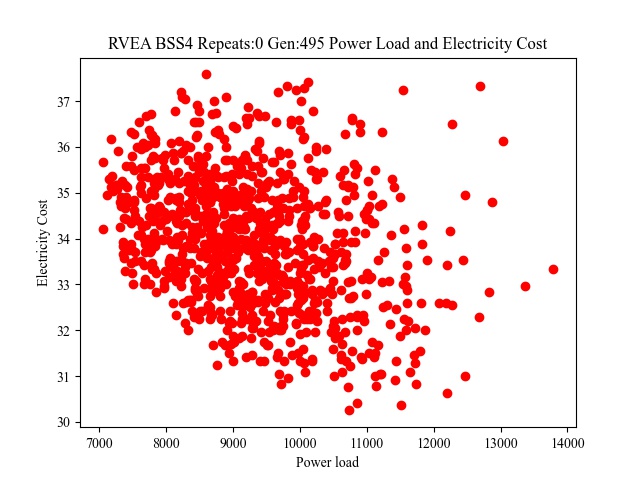 RVEA BSS4 Repeats:0 Gen:495 Power Load and Electricity Cost
37
36
35
34
33
32
31
30
Electricity Cost
7000 8000 9000 10000 11000 12000 13000 14000
Power load